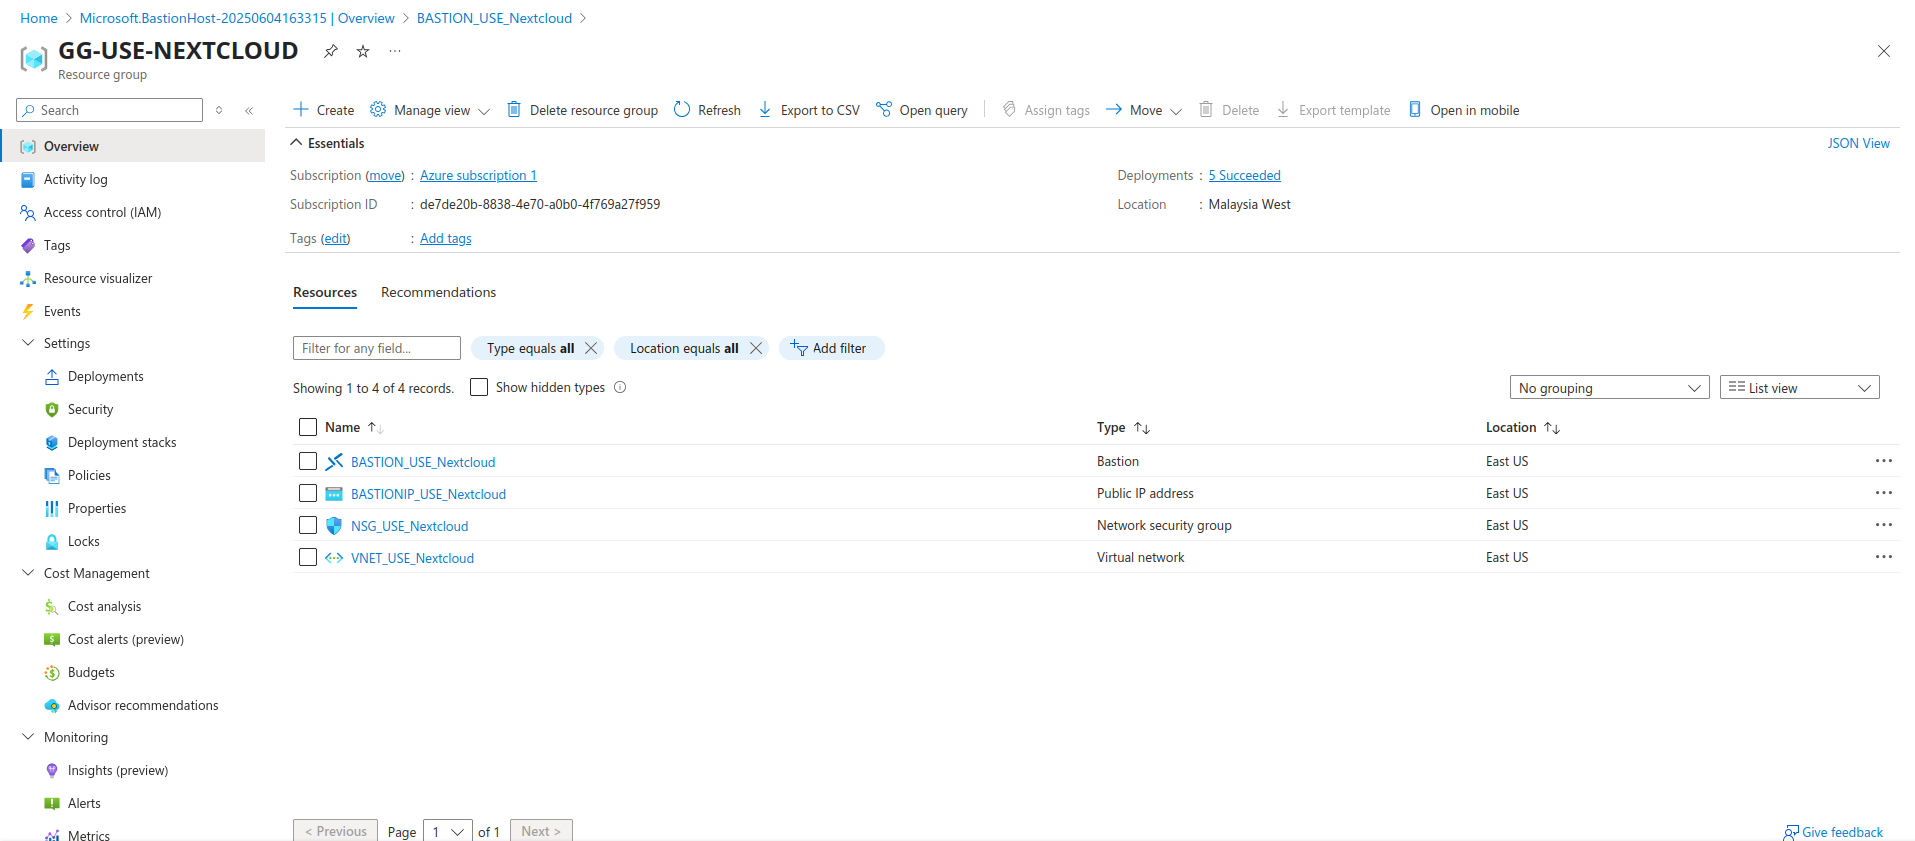 Home > Microsoft.BastionHost-20250604163315 | Overview > BASTION_USE_Nextcloud >
GG-USE-NEXTCLOUD
Resource group
Search
Create Manage view Delete resource group Refresh Export to CSV Open query Assign tags Move Delete Export template Open in mobile
Overview
Activity log
Access control (IAM)
Tags
Resource visualizer
Events
Settings
Deployments
Security
Deployment stacks
Policies
Properties
Locks
Cost Management
Cost analysis
Cost alerts (preview)
Budgets
Advisor recommendations
Monitoring
Insights (preview)
Alerts
Metrics
Essentials
JSON View
Subscription (move) : Azure subscription 1
Subscription ID : de7de20b-8838-4e70-a0b0-4f769a27f959
Tags (edit) : Add tags
Deployments : 5 Succeeded
Location : Malaysia West
Resources Recommendations
Filter for any field... Type equals all Location equals all Add filter
Showing 1 to 4 of 4 records. Show hidden types No grouping List view
Name Type Location
BASTION_USE_Nextcloud Bastion East US
BASTIONIP_USE_Nextcloud Public IP address East US
NSG_USE_Nextcloud Network security group East US
VNET_USE_Nextcloud Virtual network East US
< Previous Page 1 of 1 Next >
Give feedback